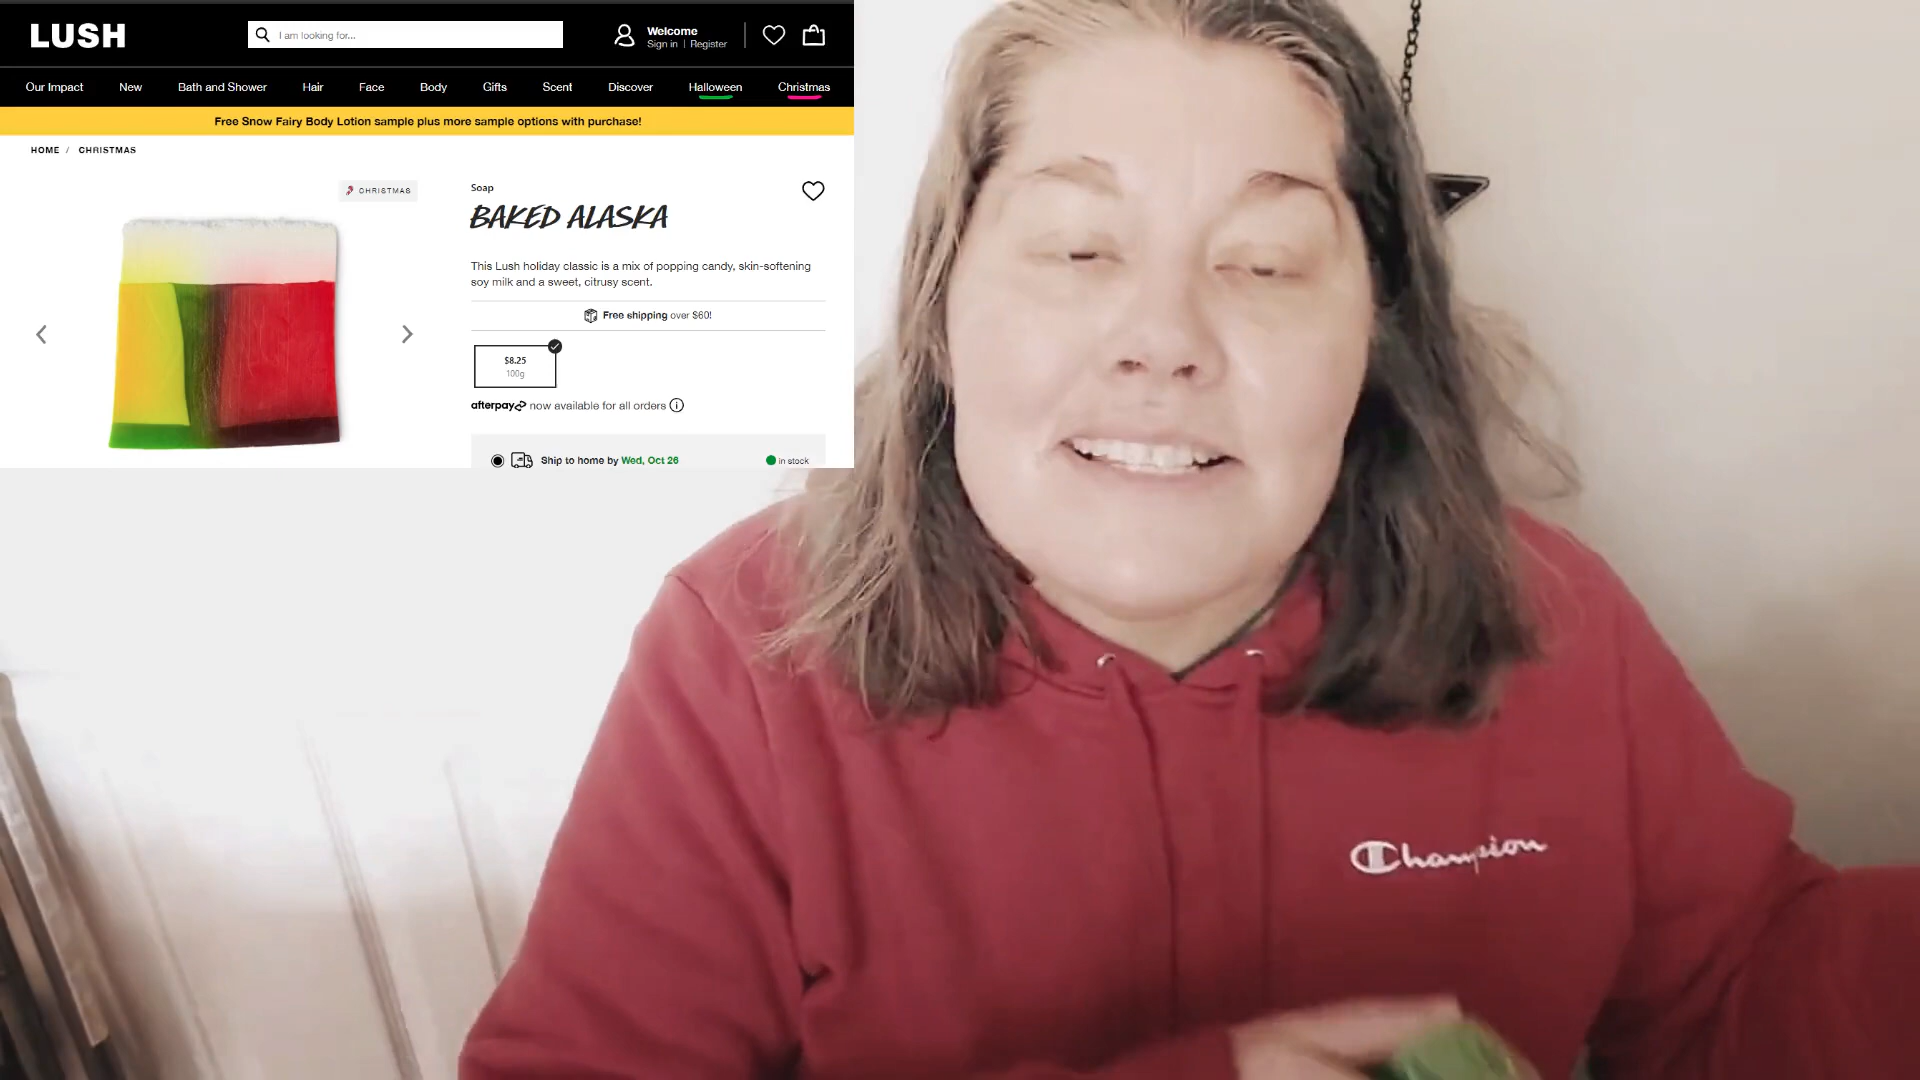 LUSH
I am looking for...
Welcome
Sign in | Register
Our Impact New Bath and Shower Hair Face Body Gifts Scent Discover Halloween Christmas
Free Snow Fairy Body Lotion sample plus more sample options with purchase!
HOME / CHRISTMAS
CHRISTMAS
Soap
BAKED ALASKA
This Lush holiday classic is a mix of popping candy, skin-softening
soy milk and a sweet, citrusy scent.
Free shipping over $60!
$8.25
100g
afterpay now available for all orders
Ship to home by Wed, Oct 26
in stock
Champion